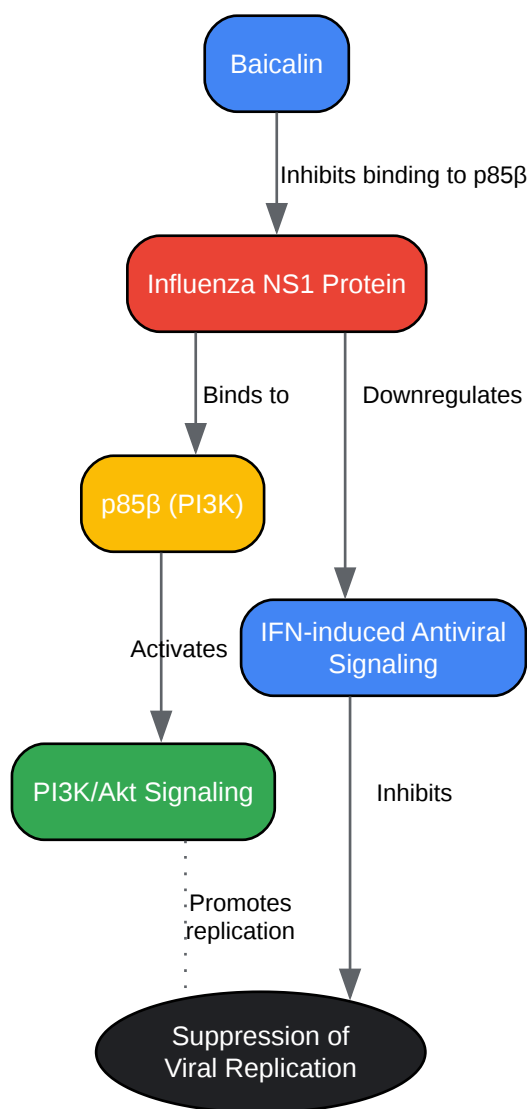 Baicalin
Inhibits binding to p85β
Influenza NS1 Protein
Binds to
Downregulates
p85β (PI3K)
IFN-induced Antiviral
Signaling
Activates
PI3K/Akt Signaling
Inhibits
Promotes
replication
Suppression of
Viral Replication